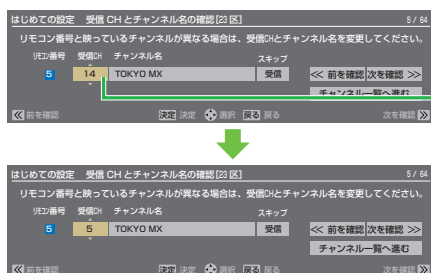 はじめての設定 受信 CH とチャンネル名の確認[23 区] 5 / 64
リモコン番号と映っているチャンネルが異なる場合は、受信CHとチャンネル名を変更してください。
リモコン番号 受信CH チャンネル名 スキップ
5 14 TOKYO MX 受信 << 前を確認 次を確認 >>
チャンネル一覧へ進む
前を確認 決定 決定 選択 戻る 戻る 次を確認
はじめての設定 受信 CH とチャンネル名の確認[23 区] 5 / 64
リモコン番号と映っているチャンネルが異なる場合は、受信CHとチャンネル名を変更してください。
リモコン番号 受信CH チャンネル名 スキップ
5 5 TOKYO MX 受信 << 前を確認 次を確認 >>
チャンネル一覧へ進む
前を確認 決定 決定 選択 戻る 戻る 次を確認